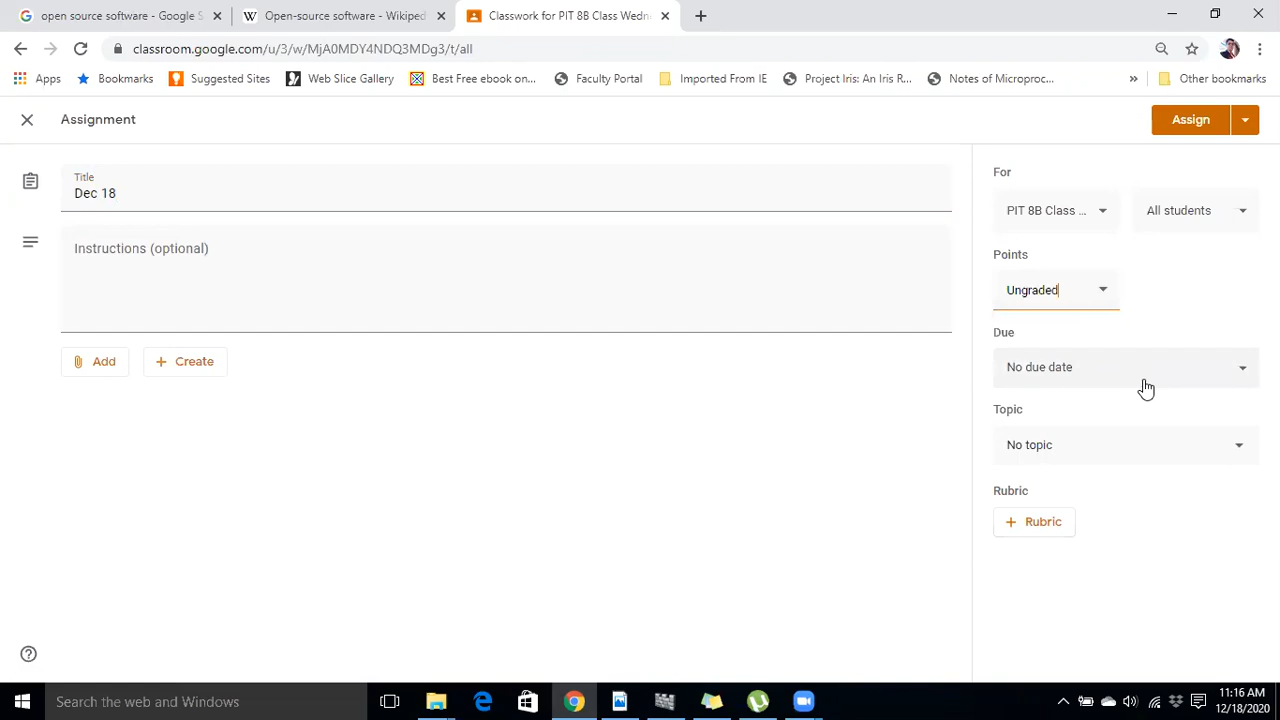 open source software - Google S
Open-source software - Wikiped
Classwork for PIT 8B Class Wedn
classroom.google.com/u/3/w/MjA0MDY4NDQ3MDg3/t/all
Apps
Bookmarks
Suggested Sites
Web Slice Gallery
Best Free ebook on...
Faculty Portal
Imported From IE
Project Iris: An Iris R...
Notes of Microproc...
»
Other bookmarks
Assignment
Assign
Title
Dec 18
Instructions (optional)
Add
+ Create
For
PIT 8B Class ...
All students
Points
Ungraded
Due
No due date
Topic
No topic
Rubric
+ Rubric
Search the web and Windows
11:16 AM
12/18/2020